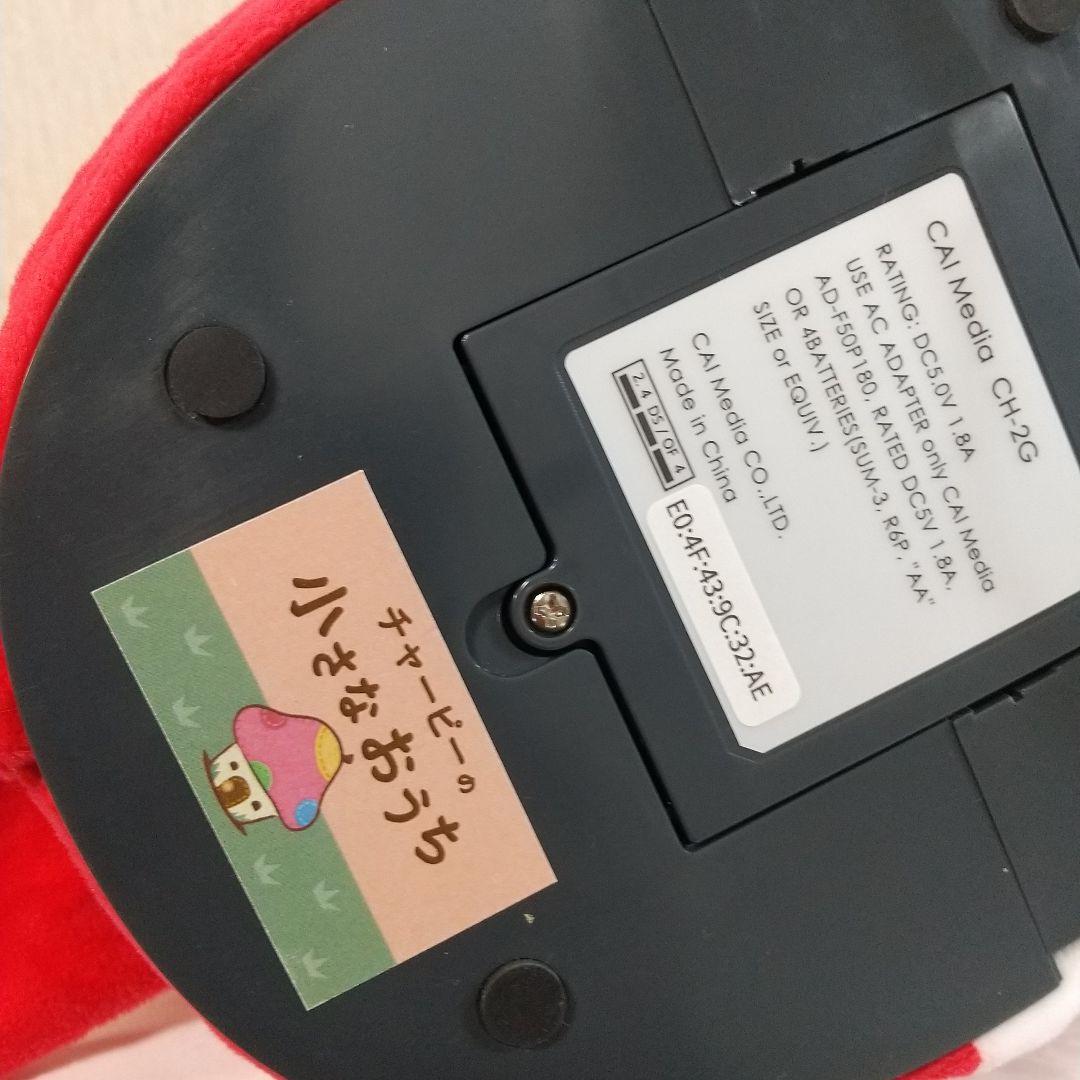 CAI Media CH-2G
RATING: DC5.0V 1.8A
USE AC ADAPTER only CAI Media
AD-F50P180, RATED DC5V 1.8A,
OR 4BATTERIES(SUM-3, R6P, "AA"
SIZE or EQUIV.)
CAI Media CO.,LTD.
Made in China
2.4 DS/OF 4
E0:4F:43:9C:32:AE
チャーピーの
小さなおうち